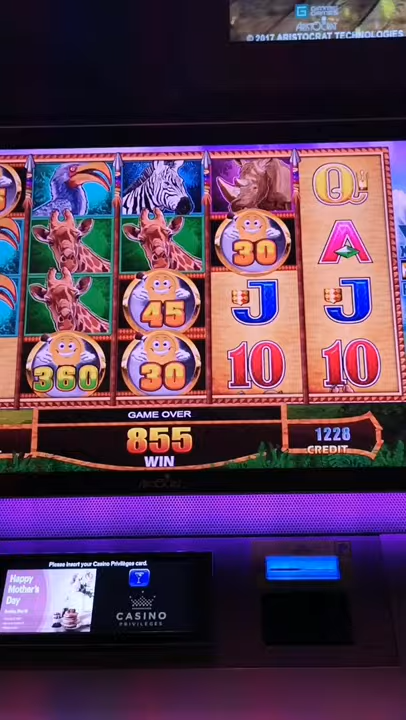 ARISTOCRAT
© 2017 ARISTOCRAT TECHNOLOGIES
Q
30
A
45
J
J
360
30
10
10
GAME OVER
855
WIN
1228
CREDIT
Please insert your Casino Privileges card.
Happy
Mother's
Day
CASINO
PRIVILEGES